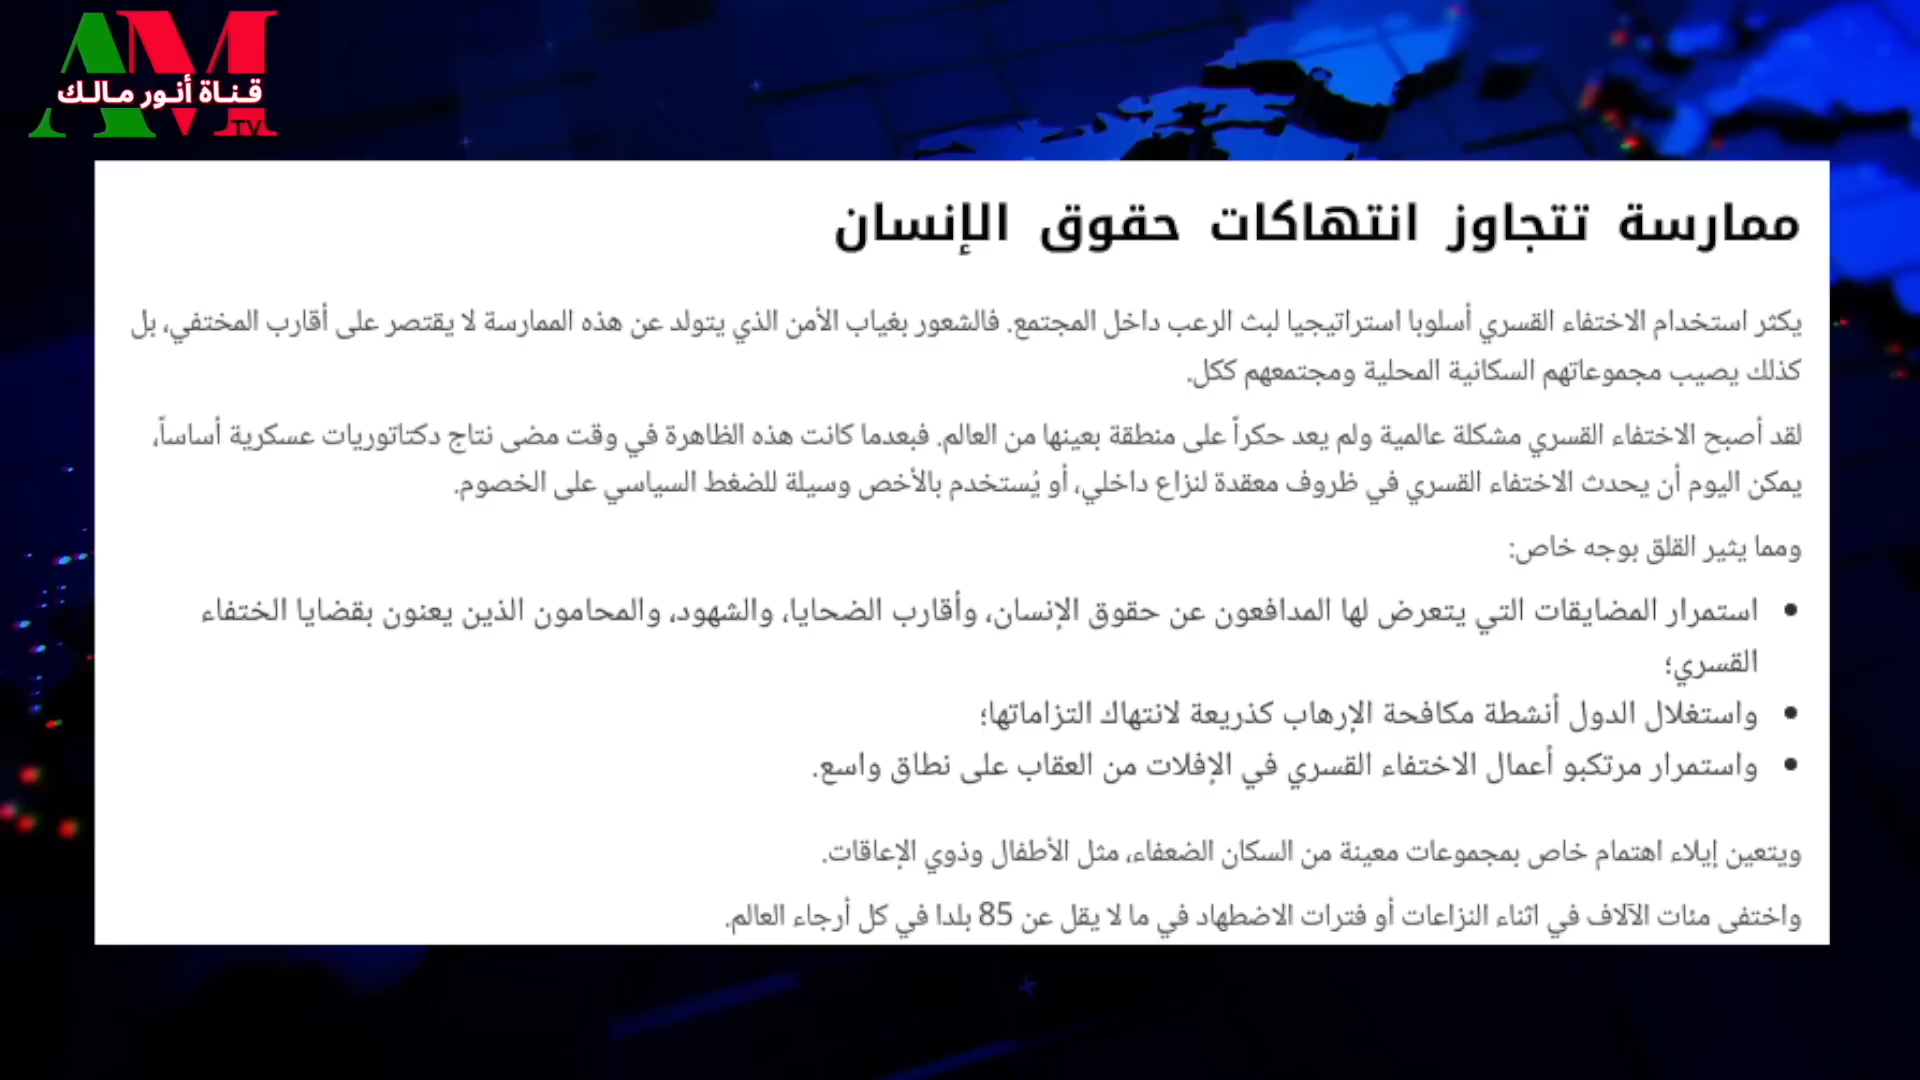 AM
قناة أنور مالك
TV
ممارسة تتجاوز انتهاكات حقوق الإنسان
يكثر استخدام الاختفاء القسري أسلوبا استراتيجيا لبث الرعب داخل المجتمع. فالشعور بغياب الأمن الذي يتولد عن هذه الممارسة لا يقتصر على أقارب المختفي، بل
كذلك يصيب مجموعاتهم السكانية المحلية ومجتمعهم ككل.
لقد أصبح الاختفاء القسري مشكلة عالمية ولم يعد حكراً على منطقة بعينها من العالم. فبعدما كانت هذه الظاهرة في وقت مضى نتاج دكتاتوريات عسكرية أساساً،
يمكن اليوم أن يحدث الاختفاء القسري في ظروف معقدة لنزاع داخلي، أو يُستخدم بالأخص وسيلة للضغط السياسي على الخصوم.
ومما يثير القلق بوجه خاص:
• استمرار المضايقات التي يتعرض لها المدافعون عن حقوق الإنسان، وأقارب الضحايا، والشهود، والمحامون الذين يعنون بقضايا الختفاء
القسري؛
• واستغلال الدول أنشطة مكافحة الإرهاب كذريعة لانتهاك التزاماتها؛
• واستمرار مرتكبو أعمال الاختفاء القسري في الإفلات من العقاب على نطاق واسع.
ويتعين إيلاء اهتمام خاص بمجموعات معينة من السكان الضعفاء، مثل الأطفال وذوي الإعاقات.
واختفى مئات الآلاف في اثناء النزاعات أو فترات الاضطهاد في ما لا يقل عن 85 بلدا في كل أرجاء العالم.